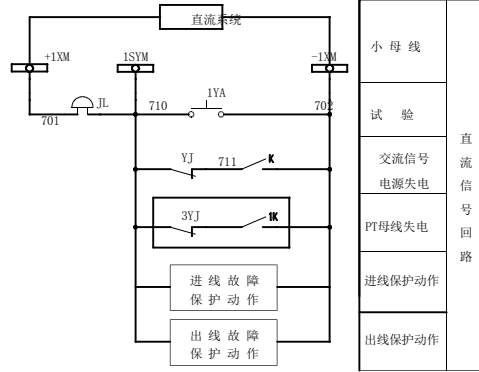 直流系统
+1XM
1SYM
-1XM
小母线
JL
701
710
1YA
702
试 验
YJ
711
K
交流信号
电源失电
3YJ
1K
PT母线失电
进线故障
保护动作
进线保护动作
出线故障
保护动作
出线保护动作
直流信号回路